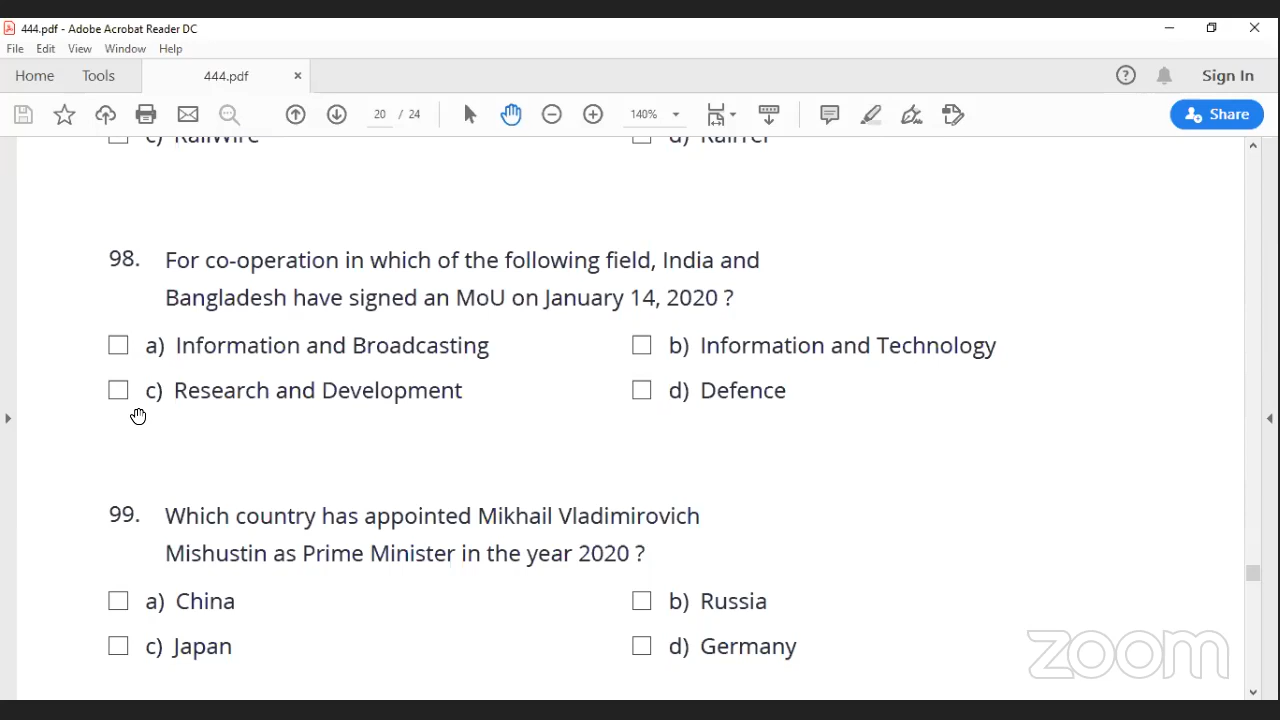 444.pdf - Adobe Acrobat Reader DC
File Edit View Window Help
Home Tools 444.pdf × Sign In
20 / 24 140% Share
c) RailWire d) RailTel
98. For co-operation in which of the following field, India and
Bangladesh have signed an MoU on January 14, 2020 ?
a) Information and Broadcasting b) Information and Technology
c) Research and Development d) Defence
99. Which country has appointed Mikhail Vladimirovich
Mishustin as Prime Minister in the year 2020 ?
a) China b) Russia
c) Japan d) Germany
zoom